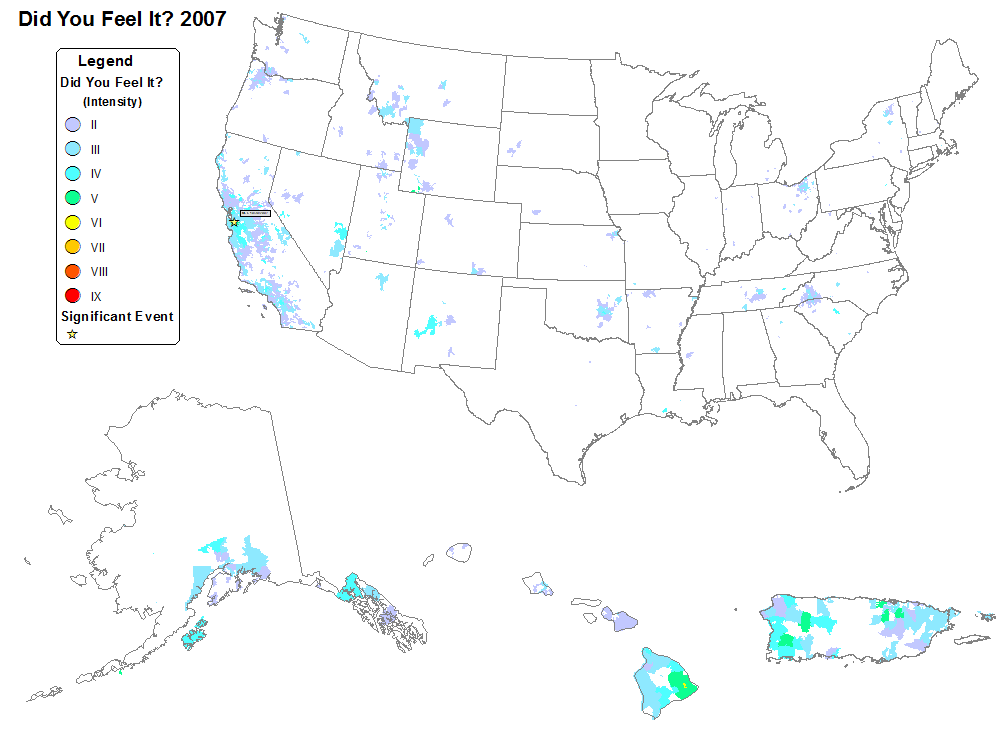 Did You Feel It? 2007
Legend
Did You Feel It?
(Intensity)
II
III
IV
V
VI
VII
VIII
IX
Significant Event